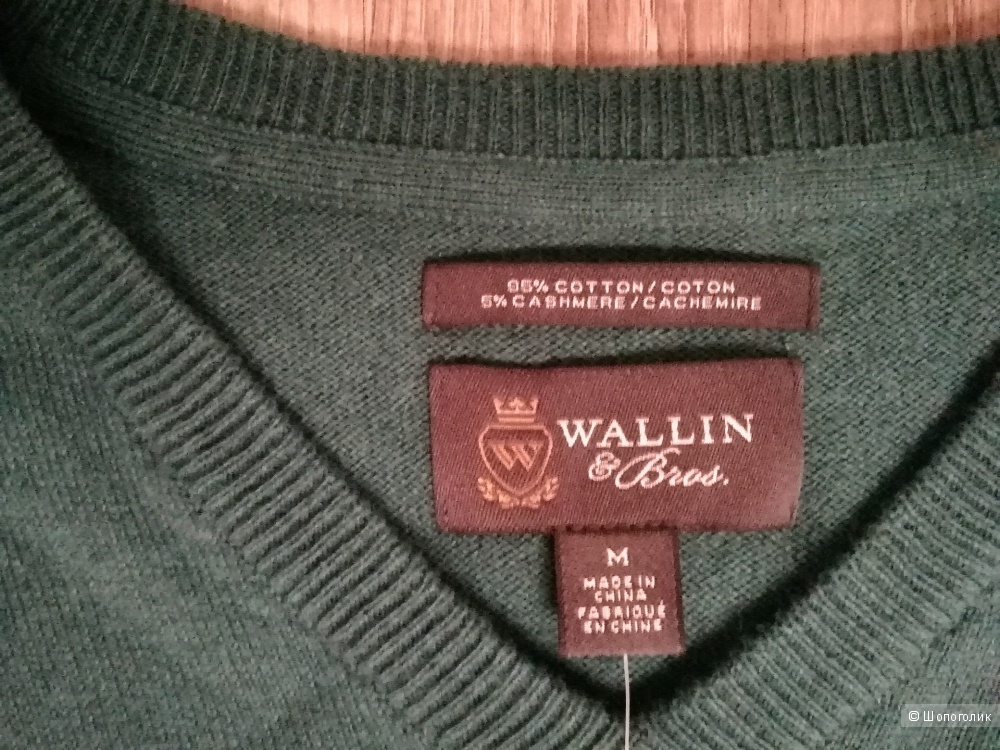 95% COTTON/COTON
5% CASHMERE/CACHEMIRE
W
WALLIN
& Bros.
M
MADE IN
CHINA
FABRIQUÉ
EN CHINE
© Шопоголик